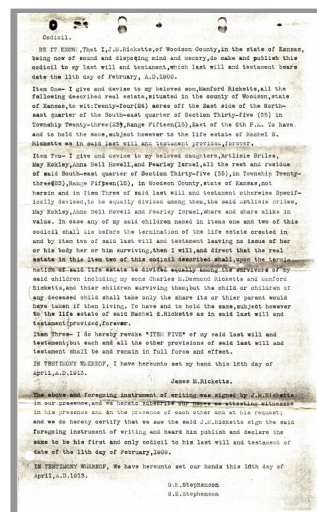 Codicil.
BE IT KNOWN, That I, J.M.Ricketts, of Woodson County, in the state of Kansas,
being now of sound and disposing mind and memory, do make and publish this
codicil to my last will and testament, which last will and testament bears
date the 11th day of February, A.D.1909.
Item One- I give and devise to my beloved son, Hanford Ricketts, all the
following described real estate, situated in the county of Woodson, state
of Kansas, to wit: Twenty-four(24) acres off the East side of the North-
east quarter of the South-east quarter of Section Thirty-five (35) in
Township Twenty-three(23), Range Fifteen(15), East of the 6th P.M. To have
and to hold the same, subject however to the life estate of Rachel E.
Ricketts as in said last will and testament provided, forever.
Item Two- I give and devise to my beloved daughters, Artlisie Briles,
May Kokley, Anna Bell Howell and Pearley Israel, all the rest and residue
of said South-east quarter of Section Thirty-five (35), in Township Twenty-
three(23), Range Fifteen(15), in Woodson County, state of Kansas, not
herein and in Item Three of said last will and testament otherwise Specif-
ically devised, to be equally divided among them, the said Artlisie Briles,
May Kokley, Anna Bell Howell and Pearley Israel, share and share alike in
value. In case any of my said children named in items one and two of this
codicil shall die before the termination of the life estate created in
and by item two of said last will and testament leaving no issue of her
or his body her or him surviving, then I will, and direct that the real
estate in this item two of this codicil described shall, upon the termi-
nation of said life estate be divided equally among the survivors of my
said children including my sons Charles H. Desmond Ricketts and Hanford
Ricketts, and thier children surviving them; but the child or children of
any deceased child shall take only the share its or thier parent would
have taken if then living. To have and to hold the same, subject however
to the life estate of said Rachel E.Ricketts as in said last will and
testament provided, forever.
Item Three- I do hereby revoke "ITEM FIVE" of my said last will and
testament; but each and all the other provisions of said last will and
testament shall be and remain in full force and effect.
IN TESTIMONY WHEREOF, I have hereunto set my hand this 16th day of
April, A.D.1915.
James M.Ricketts.
The above and foregoing instrument of writing was signed by J.M.Ricketts
in our presence, and we hereto subscribe our names as attesting witnesses
in his presence and in the presence of each other and at his request;
and we do hereby certify that we saw the said J.M.Ricketts sign the said
foregoing instrument of writing and heard him publish and declare the
same to be his first and only codicil to his last will and testament of
date of the 11th day of February, 1909.
IN TESTIMONY WHEREOF, We have hereunto set our hands this 16th day of
April, A.D.1915.
G.H.Stephenson
G.E.Stephenson